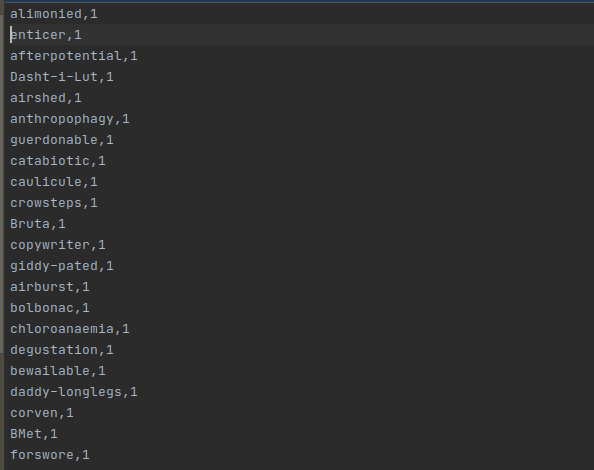 alimonied,1
enticer,1
afterpotential,1
Dasht-i-Lut,1
airshed,1
anthropophagy,1
guerdonable,1
catabiotic,1
caulicule,1
crowsteps,1
Bruta,1
copywriter,1
giddy-pated,1
airburst,1
bolbonac,1
chloroanaemia,1
degustation,1
bewailable,1
daddy-longlegs,1
corven,1
BMet,1
forswore,1